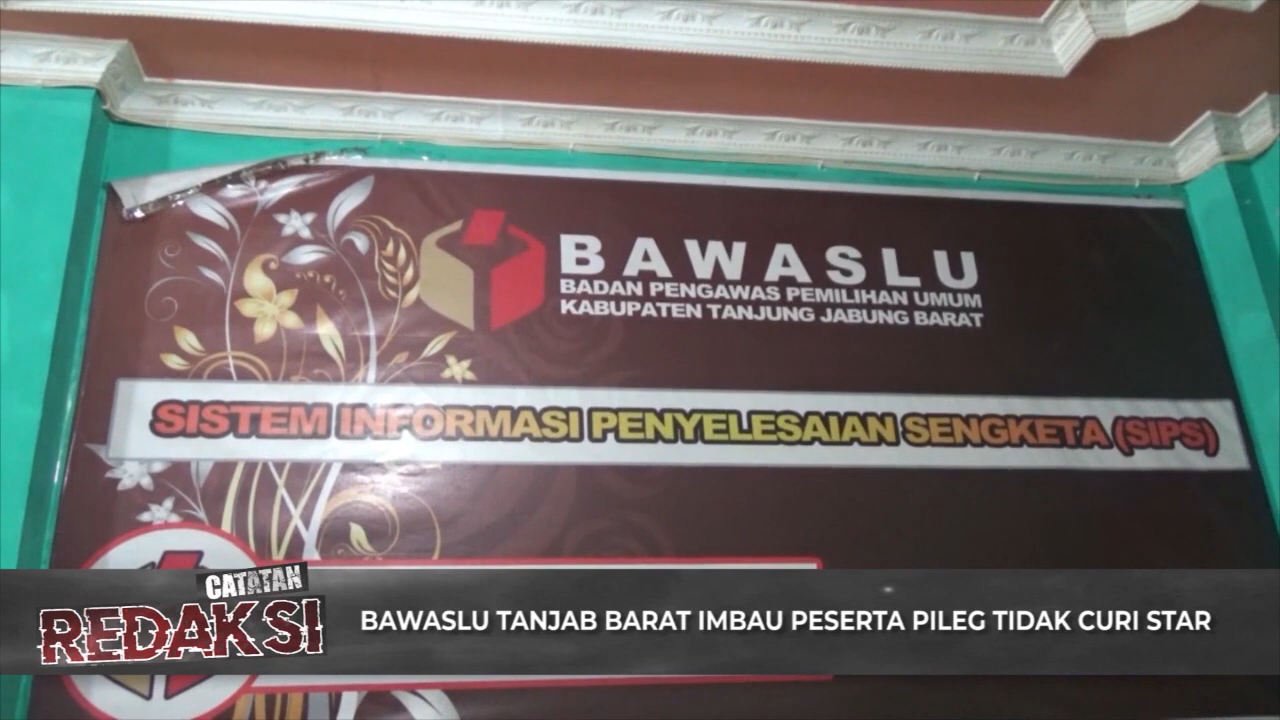 BAWASLU
BADAN PENGAWAS PEMILIHAN UMUM
KABUPATEN TANJUNG JABUNG BARAT
SISTEM INFORMASI PENYELESAIAN SENGKETA (SIPS)
CATATAN
REDAKSI
BAWASLU TANJAB BARAT IMBAU PESERTA PILEG TIDAK CURI STAR